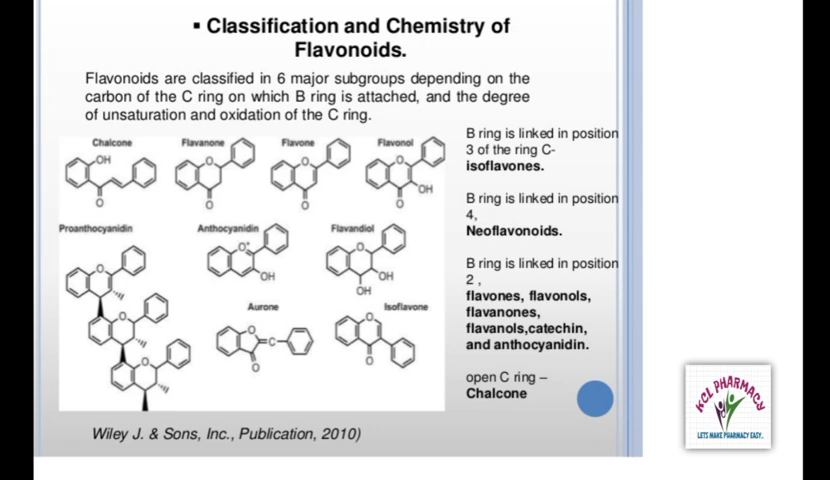 ▪ Classification and Chemistry of
Flavonoids.
Flavonoids are classified in 6 major subgroups depending on the
carbon of the C ring on which B ring is attached, and the degree
of unsaturation and oxidation of the C ring.
Chalcone
OH
O
Flavanone
O
O
Flavone
O
O
Flavonol
O
OH
O
Proanthocyanidin
O
O
O
Anthocyanidin
O+
OH
Flavandiol
O
OH
OH
Aurone
O
C
O
Isoflavone
O
O
B ring is linked in position
3 of the ring C-
isoflavones.
B ring is linked in position
4,
Neoflavonoids.
B ring is linked in position
2 ,
flavones, flavonols,
flavanones,
flavanols,catechin,
and anthocyanidin.
open C ring –
Chalcone
Wiley J. & Sons, Inc., Publication, 2010)
KCL PHARMACY
LETS MAKE PHARMACY EASY.